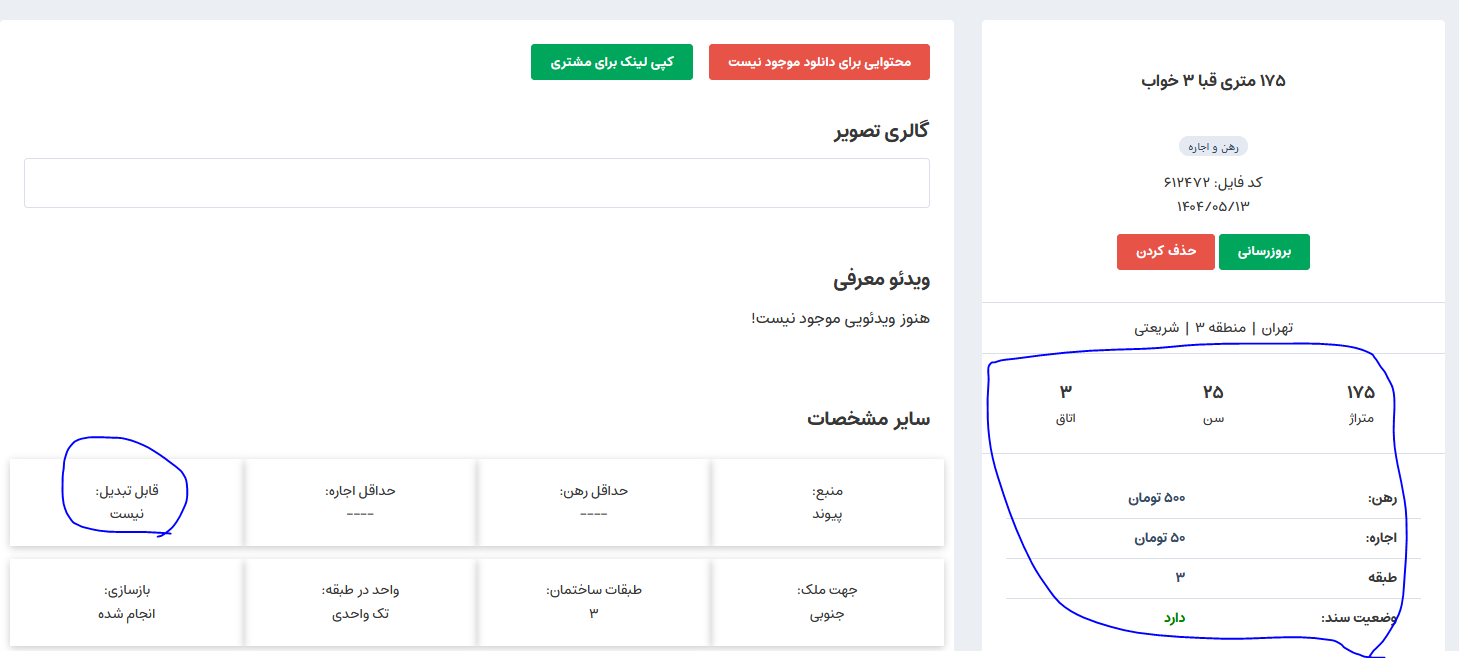 ۱۷۵ متری قبا ۳ خواب
رهن و اجاره
کد فایل: ۶۱۲۴۷۲
۱۴۰۴/۰۵/۱۳
بروزرسانی
حذف کردن
تهران | منطقه ۳ | شریعتی
۱۷۵ ۲۵ ۳
متراژ سن اتاق
رهن: ۵۰۰ تومان
اجاره: ۵۰ تومان
طبقه ۳
وضعیت سند: دارد
محتوایی برای دانلود موجود نیست
کپی لینک برای مشتری
گالری تصویر
ویدئو معرفی
هنوز ویدئویی موجود نیست!
سایر مشخصات
منبع: حداقل رهن: حداقل اجاره: قابل تبدیل:
پیوند ---- ---- نیست
جهت ملک: طبقات ساختمان: واحد در طبقه: بازسازی:
جنوبی ۳ تک واحدی انجام شده